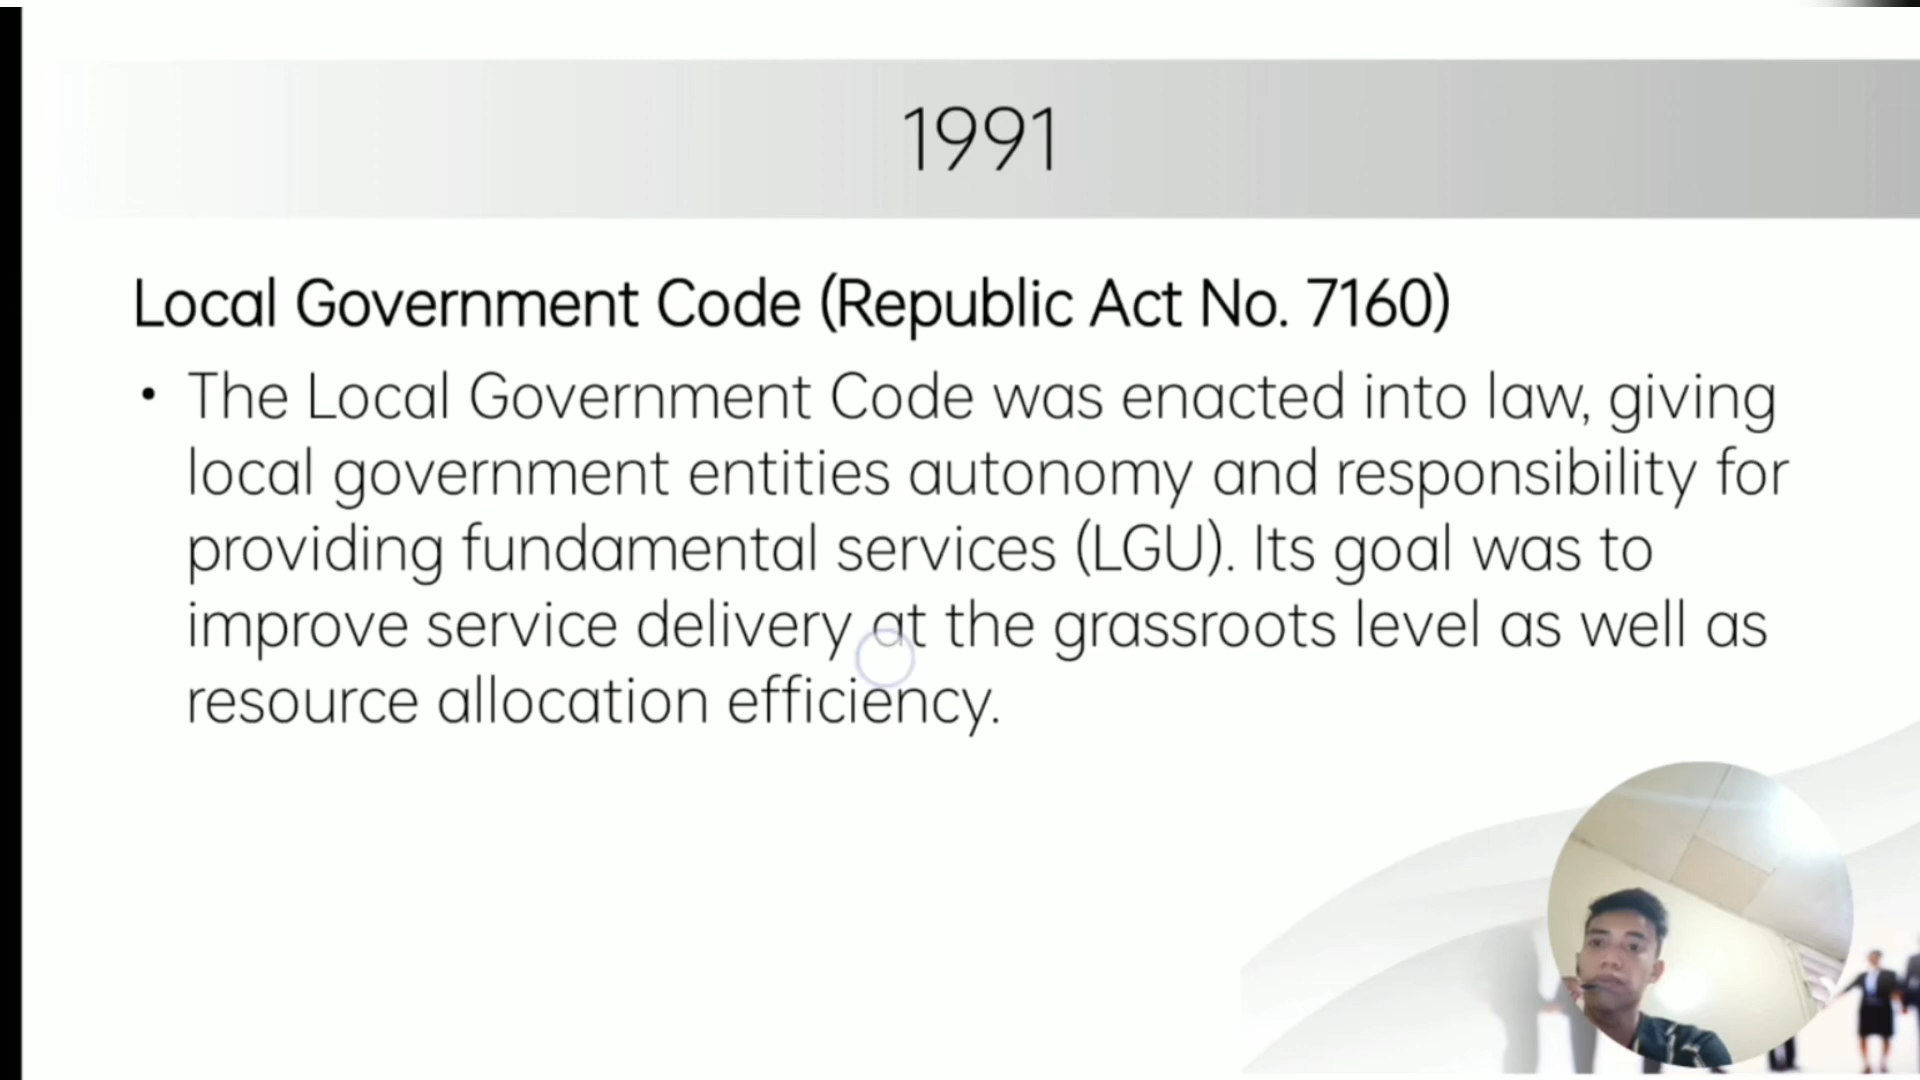 1991
Local Government Code (Republic Act No. 7160)
• The Local Government Code was enacted into law, giving
local government entities autonomy and responsibility for
providing fundamental services (LGU). Its goal was to
improve service delivery at the grassroots level as well as
resource allocation efficiency.